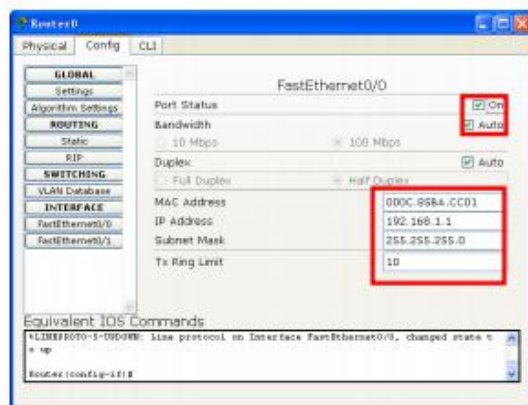 Router0
Physical Config CLI
GLOBAL
Settings
Algorithm Settings
ROUTING
Static
RIP
SWITCHING
VLAN Database
INTERFACE
FastEthernet0/0
FastEthernet0/1
FastEthernet0/0
Port Status On
Bandwidth Auto
10 Mbps 100 Mbps
Duplex Auto
Full Duplex Half Duplex
MAC Address 000C.85BA.CC01
IP Address 192.168.1.1
Subnet Mask 255.255.255.0
Tx Ring Limit 10
Equivalent IOS Commands
%LINEPROTO-5-UPDOWN: Line protocol on Interface FastEthernet0/0, changed state t
o up
Router(config-if)#